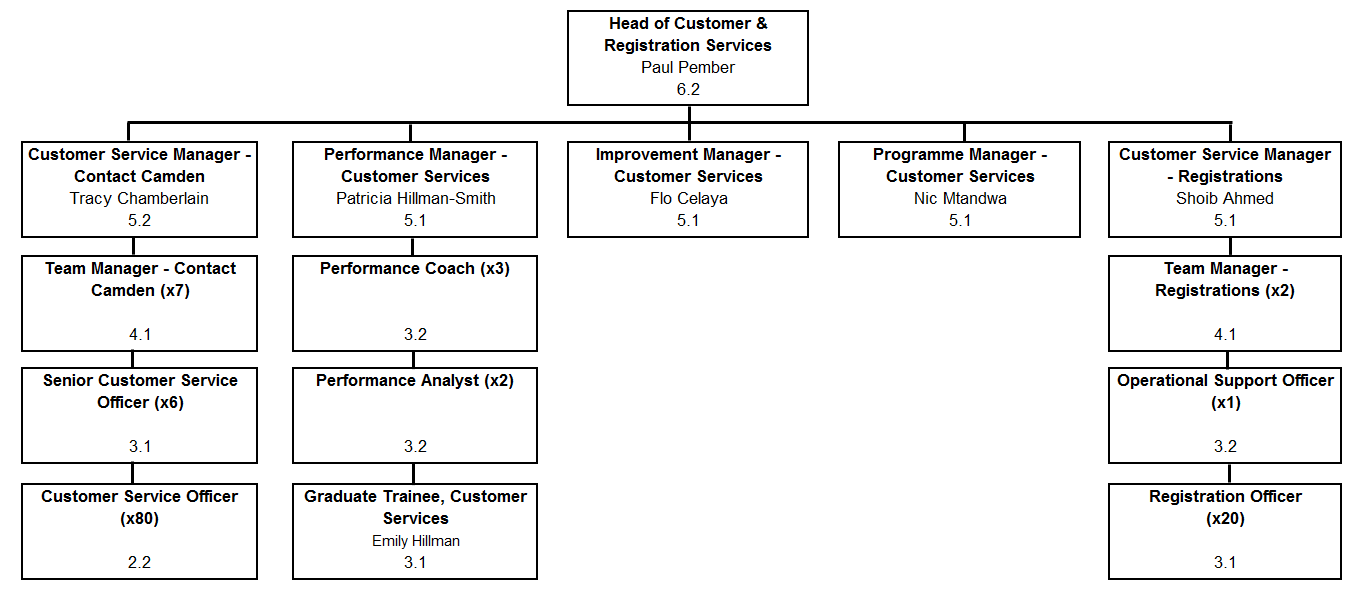 Head of Customer &
Registration Services
Paul Pember
6.2
Customer Service Manager -
Contact Camden
Tracy Chamberlain
5.2
Performance Manager -
Customer Services
Patricia Hillman-Smith
5.1
Improvement Manager -
Customer Services
Flo Celaya
5.1
Programme Manager -
Customer Services
Nic Mtandwa
5.1
Customer Service Manager
- Registrations
Shoib Ahmed
5.1
Team Manager - Contact
Camden (x7)
4.1
Performance Coach (x3)
3.2
Team Manager -
Registrations (x2)
4.1
Senior Customer Service
Officer (x6)
3.1
Performance Analyst (x2)
3.2
Operational Support Officer
(x1)
3.2
Customer Service Officer
(x80)
2.2
Graduate Trainee, Customer
Services
Emily Hillman
3.1
Registration Officer
(x20)
3.1